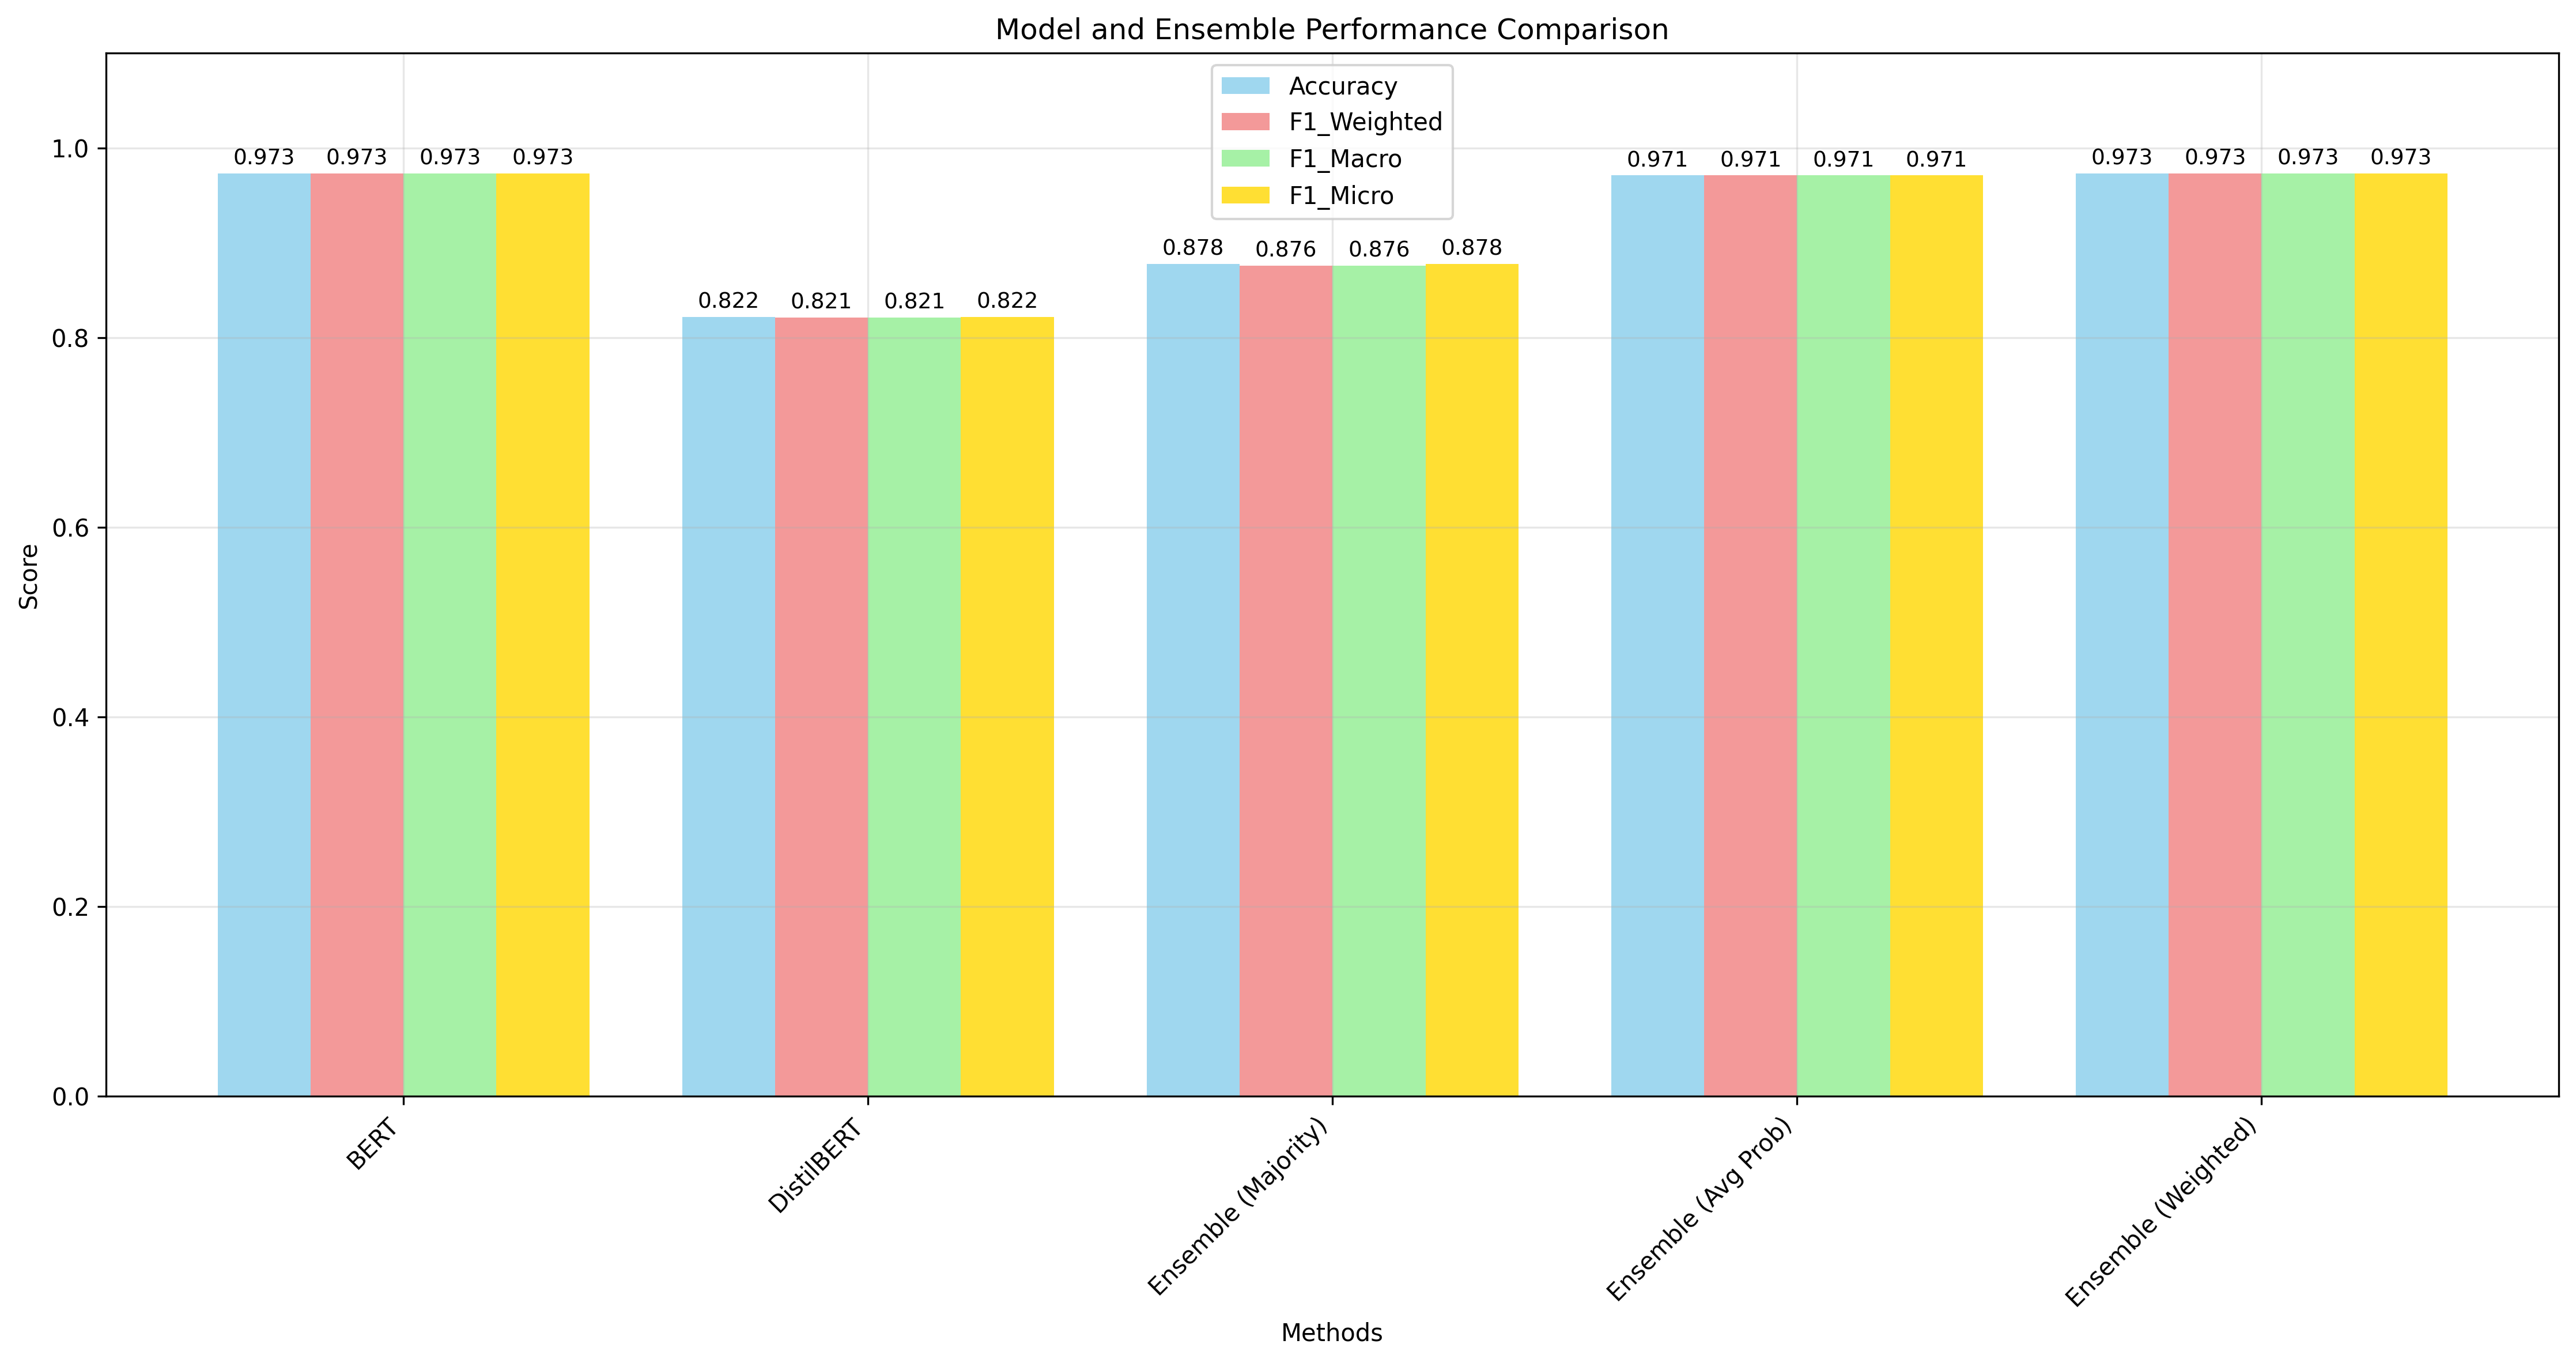 Model and Ensemble Performance Comparison
Accuracy
F1_Weighted
F1_Macro
F1_Micro
0.973 0.973 0.973 0.973
0.822 0.821 0.821 0.822
0.878 0.876 0.876 0.878
0.971 0.971 0.971 0.971
0.973 0.973 0.973 0.973
Score
1.0
0.8
0.6
0.4
0.2
0.0
BERT
DistilBERT
Ensemble (Majority)
Ensemble (Avg Prob)
Ensemble (Weighted)
Methods